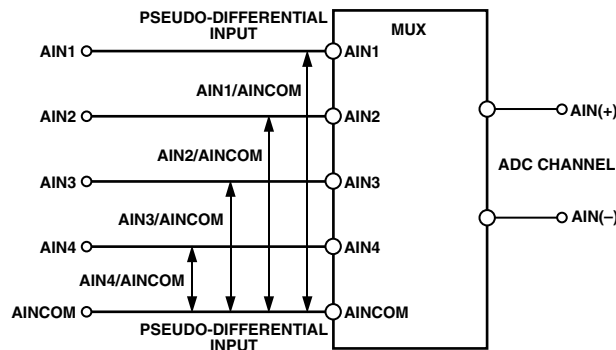 PSEUDO-DIFFERENTIAL
INPUT
MUX
AIN1
AIN1
AIN1/AINCOM
AIN2
AIN2
AIN(+)
AIN2/AINCOM
ADC CHANNEL
AIN3
AIN3
AIN3/AINCOM
AIN(–)
AIN4
AIN4
AIN4/AINCOM
AINCOM
AINCOM
PSEUDO-DIFFERENTIAL
INPUT